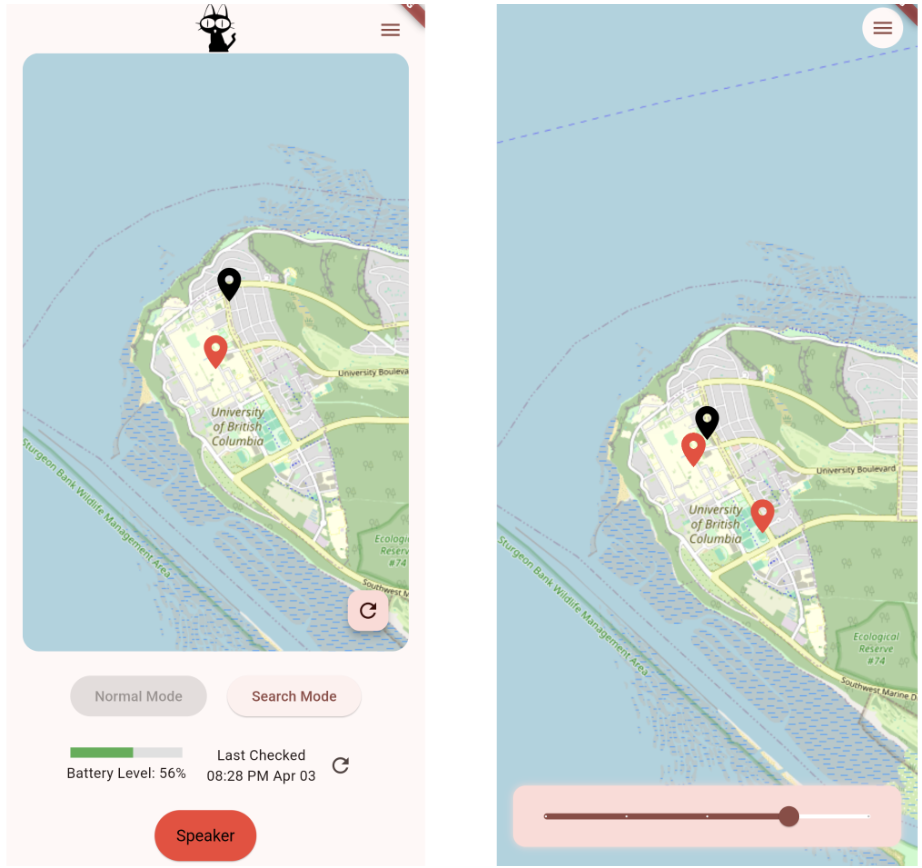 University Bouleva
University
of British
Columbia
Sturgeon Bank Wildlife Management Area
Ecologic
Reserve
#74
Southwest M
Normal Mode
Search Mode
Battery Level: 56%
Last Checked
08:28 PM Apr 03
Speaker
University Boulevard
University
of British
Columbia
Sturgeon Bank Wildlife Management Area
Ecological
Reserve
#74
Southwest Marine D